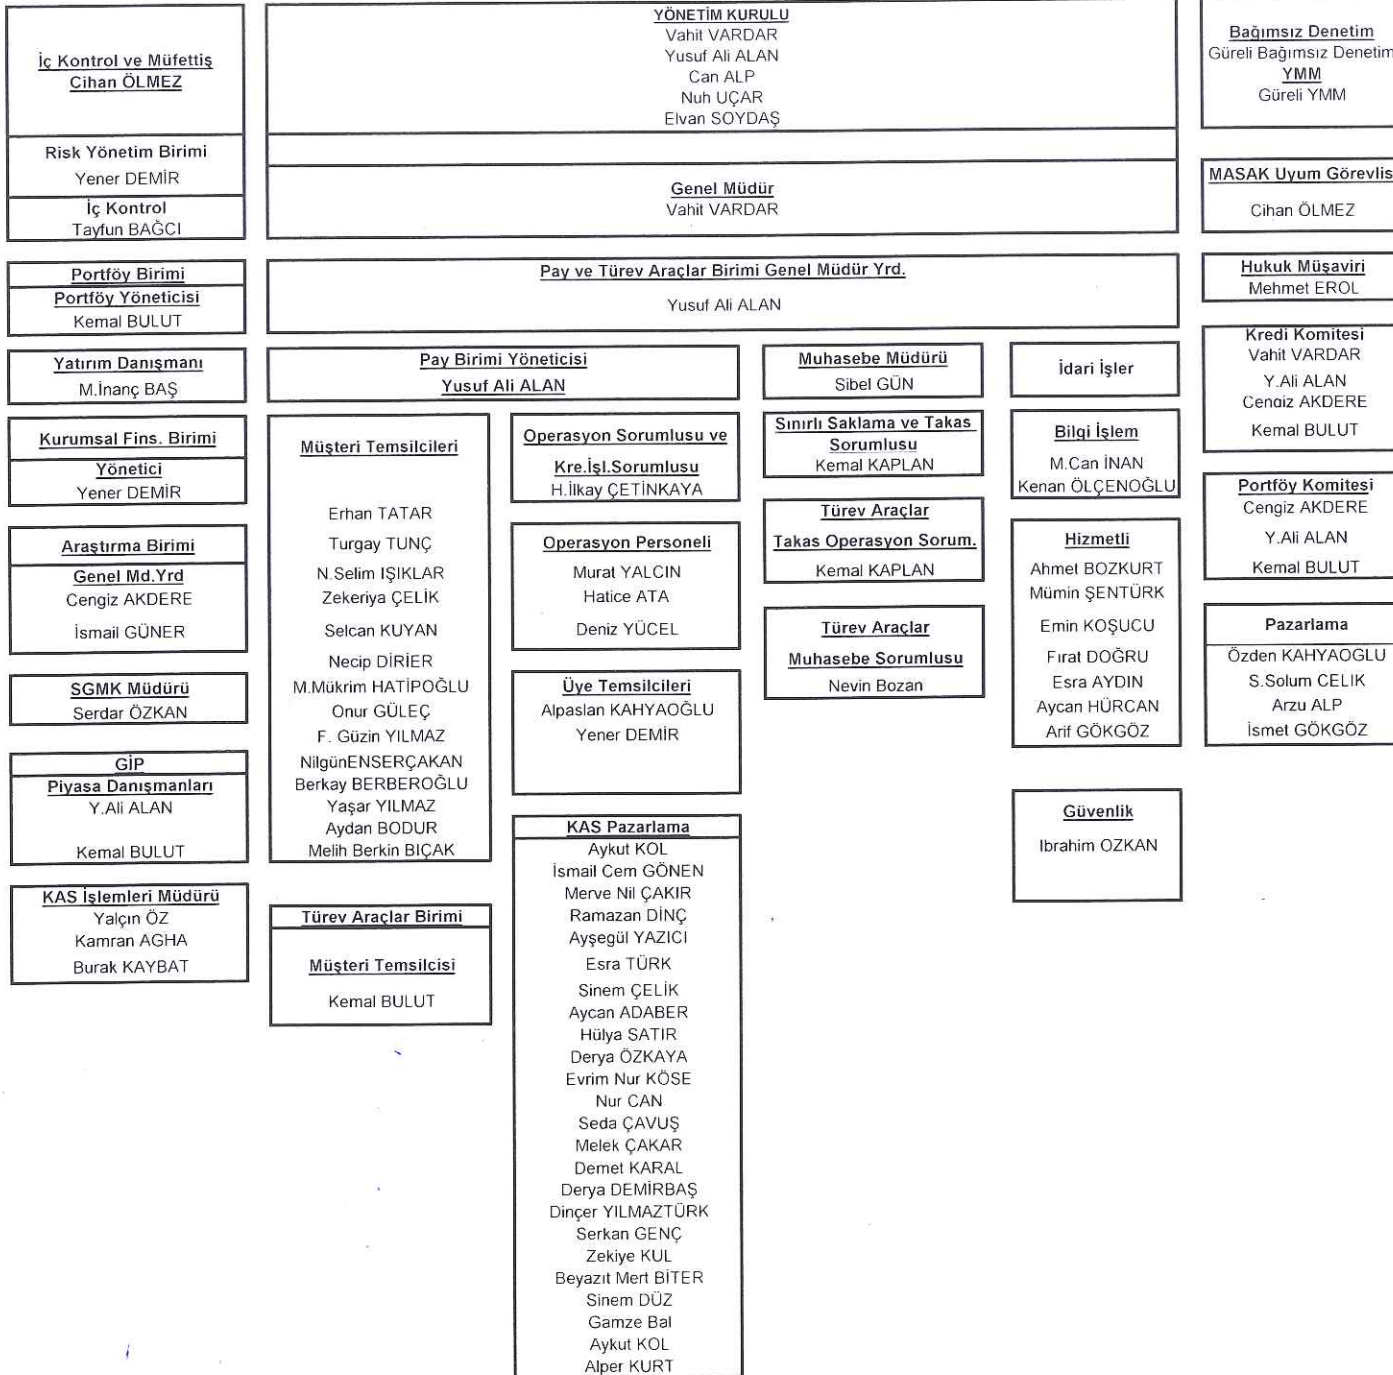 İç Kontrol ve Müfettiş
Cihan ÖLMEZ
Risk Yönetim Birimi
Yener DEMİR
İç Kontrol
Tayfun BAĞCI
YÖNETİM KURULU
Vahit VARDAR
Yusuf Ali ALAN
Can ALP
Nuh UÇAR
Elvan SOYDAŞ
Genel Müdür
Vahit VARDAR
Bağımsız Denetim
Güreli Bağımsız Denetim
YMM
Güreli YMM
MASAK Uyum Görevlis
Cihan ÖLMEZ
Portföy Birimi
Portföy Yöneticisi
Kemal BULUT
Pay ve Türev Araçlar Birimi Genel Müdür Yrd.
Yusuf Ali ALAN
Hukuk Müşaviri
Mehmet EROL
Yatırım Danışmanı
M.İnanç BAŞ
Kurumsal Fins. Birimi
Yönetici
Yener DEMİR
Araştırma Birimi
Genel Md.Yrd
Cengiz AKDERE
İsmail GÜNER
SGMK Müdürü
Serdar ÖZKAN
GİP
Piyasa Danışmanları
Y.Ali ALAN
Kemal BULUT
KAS İşlemleri Müdürü
Yalçın ÖZ
Kamran AGHA
Burak KAYBAT
Pay Birimi Yöneticisi
Yusuf Ali ALAN
Müşteri Temsilcileri
Erhan TATAR
Turgay TUNÇ
N.Selim IŞIKLAR
Zekeriya ÇELİK
Selcan KUYAN
Necip DİRİER
M.Mükrim HATİPOĞLU
Onur GÜLEÇ
F. Güzin YILMAZ
NilgünENSERÇAKAN
Berkay BERBEROĞLU
Yaşar YILMAZ
Aydan BODUR
Melih Berkin BIÇAK
Türev Araçlar Birimi
Müşteri Temsilcisi
Kemal BULUT
Operasyon Sorumlusu ve
Kre.İşl.Sorumlusu
H.İlkay ÇETİNKAYA
Operasyon Personeli
Murat YALCIN
Hatice ATA
Deniz YÜCEL
Üye Temsilcileri
Alpaslan KAHYAOĞLU
Yener DEMİR
KAS Pazarlama
Aykut KOL
İsmail Cem GÖNEN
Merve Nil ÇAKIR
Ramazan DİNÇ
Ayşegül YAZICI
Esra TÜRK
Sinem ÇELİK
Aycan ADABER
Hülya SATIR
Derya ÖZKAYA
Evrim Nur KÖSE
Nur CAN
Seda ÇAVUŞ
Melek ÇAKAR
Demet KARAL
Derya DEMİRBAŞ
Dinçer YILMAZTÜRK
Serkan GENÇ
Zekiye KUL
Beyazıt Mert BİTER
Sinem DÜZ
Gamze Bal
Aykut KOL
Alper KURT
Muhasebe Müdürü
Sibel GÜN
Sınırlı Saklama ve Takas
Sorumlusu
Kemal KAPLAN
Türev Araçlar
Takas Operasyon Sorum.
Kemal KAPLAN
Türev Araçlar
Muhasebe Sorumlusu
Nevin Bozan
İdari İşler
Bilgi İşlem
M.Can İNAN
Kenan ÖLÇENOĞLU
Hizmetli
Ahmet BOZKURT
Mümin ŞENTÜRK
Emin KOŞUCU
Fırat DOĞRU
Esra AYDIN
Aycan HÜRCAN
Arif GÖKGÖZ
Güvenlik
Ibrahim OZKAN
Kredi Komitesi
Vahit VARDAR
Y.Ali ALAN
Cengiz AKDERE
Kemal BULUT
Portföy Komitesi
Cengiz AKDERE
Y.Ali ALAN
Kemal BULUT
Pazarlama
Özden KAHYAOGLU
S.Solum CELIK
Arzu ALP
İsmet GÖKGÖZ